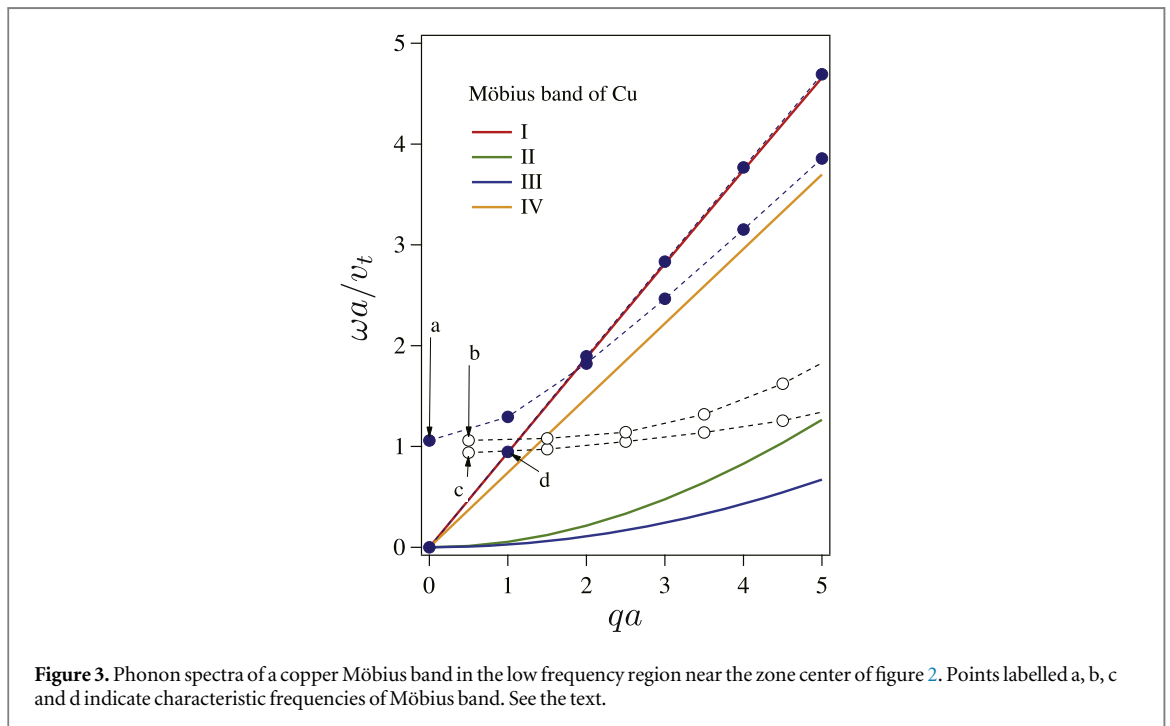 5
Möbius band of Cu
I
4
II
III
IV
3
ωa/v_t
a
2
b
1
c
d
0
0 1 2 3 4 5
qa
Figure 3. Phonon spectra of a copper Möbius band in the low frequency region near the zone center of figure 2. Points labelled a, b, c
and d indicate characteristic frequencies of Möbius band. See the text.